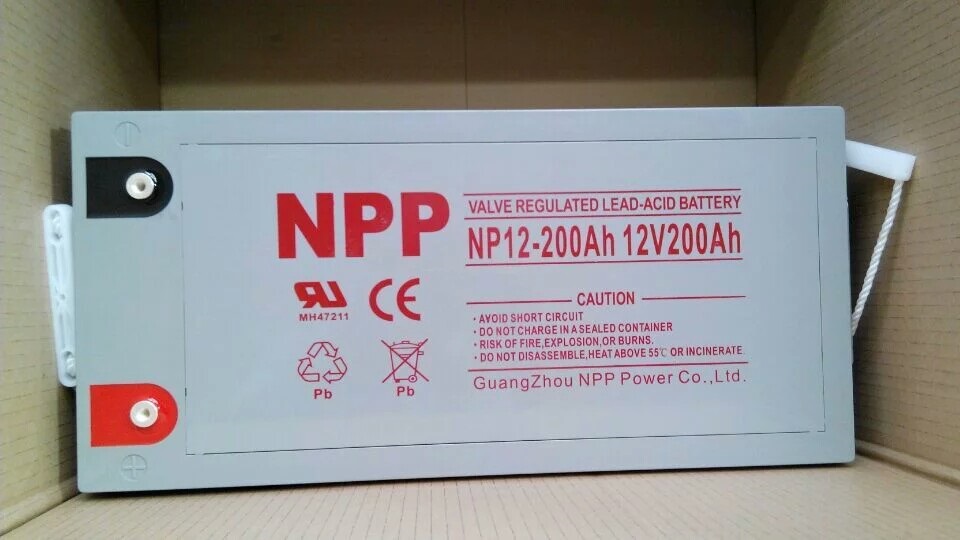 NPP
VALVE REGULATED LEAD-ACID BATTERY
NP12-200Ah 12V200Ah
RU
MH47211
CE
Pb
Pb
CAUTION
· AVOID SHORT CIRCUIT
· DO NOT CHARGE IN A SEALED CONTAINER
· RISK OF FIRE,EXPLOSION,OR BURNS.
· DO NOT DISASSEMBLE,HEAT ABOVE 55℃ OR INCINERATE
GuangZhou NPP Power Co.,Ltd.